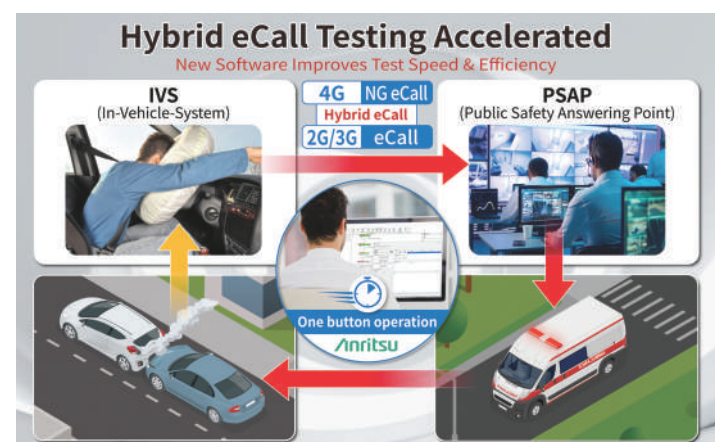 Hybrid eCall Testing Accelerated
New Software Improves Test Speed & Efficiency
IVS
(In-Vehicle-System)
4G NG eCall
Hybrid eCall
2G/3G eCall
PSAP
(Public Safety Answering Point)
One button operation
Anritsu